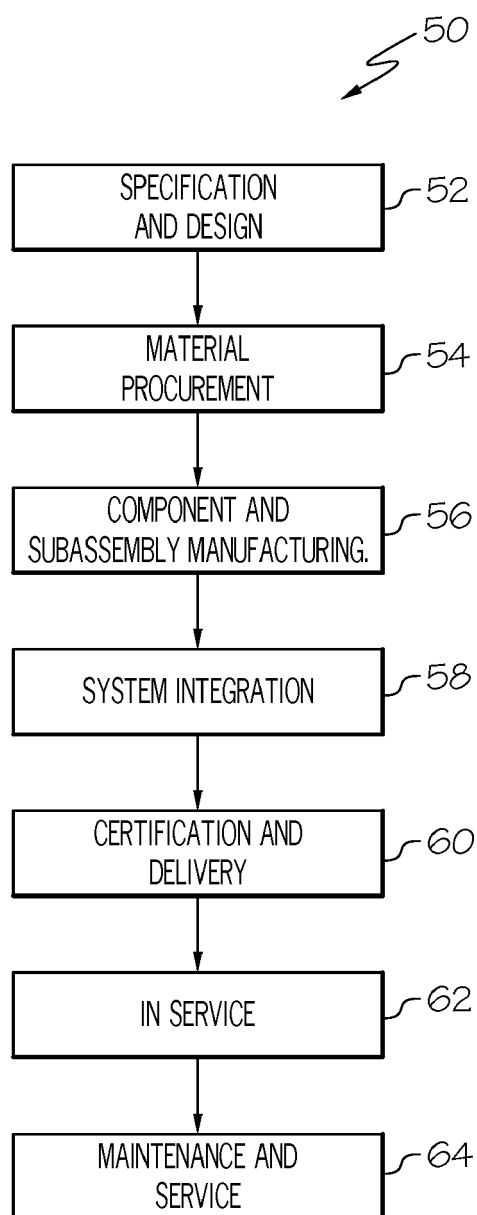 50
SPECIFICATION
AND DESIGN
52
MATERIAL
PROCUREMENT
54
COMPONENT AND
SUBASSEMBLY MANUFACTURING.
56
SYSTEM INTEGRATION
58
CERTIFICATION AND
DELIVERY
60
IN SERVICE
62
MAINTENANCE AND
SERVICE
64